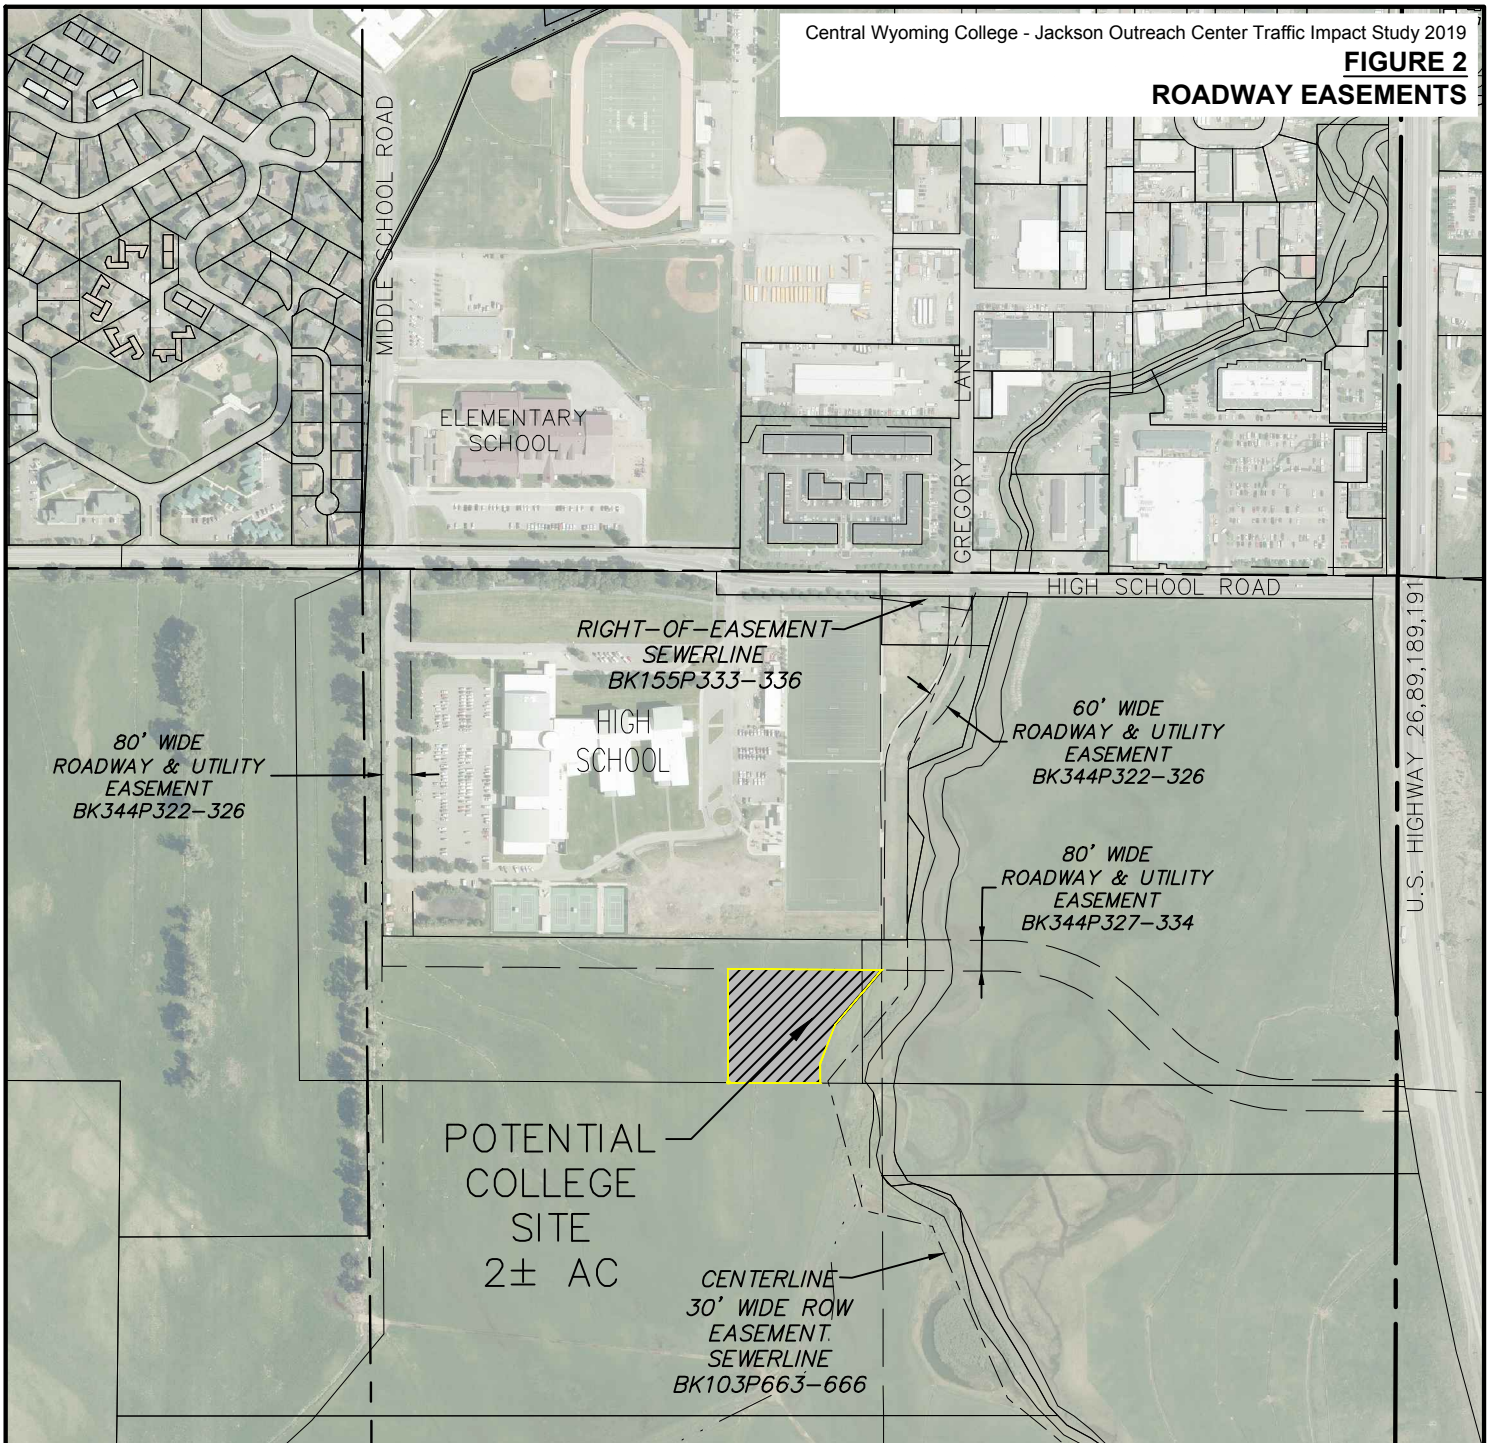 Central Wyoming College - Jackson Outreach Center Traffic Impact Study 2019
FIGURE 2
ROADWAY EASEMENTS
MIDDLE SCHOOL ROAD
ELEMENTARY
SCHOOL
GREGORY LANE
HIGH SCHOOL ROAD
U.S. HIGHWAY 26,89,189,191
RIGHT-OF-EASEMENT
SEWERLINE
BK155P333-336
HIGH
SCHOOL
80' WIDE
ROADWAY & UTILITY
EASEMENT
BK344P322-326
60' WIDE
ROADWAY & UTILITY
EASEMENT
BK344P322-326
80' WIDE
ROADWAY & UTILITY
EASEMENT
BK344P327-334
POTENTIAL
COLLEGE
SITE
2± AC
CENTERLINE
30' WIDE ROW
EASEMENT
SEWERLINE
BK103P663-666